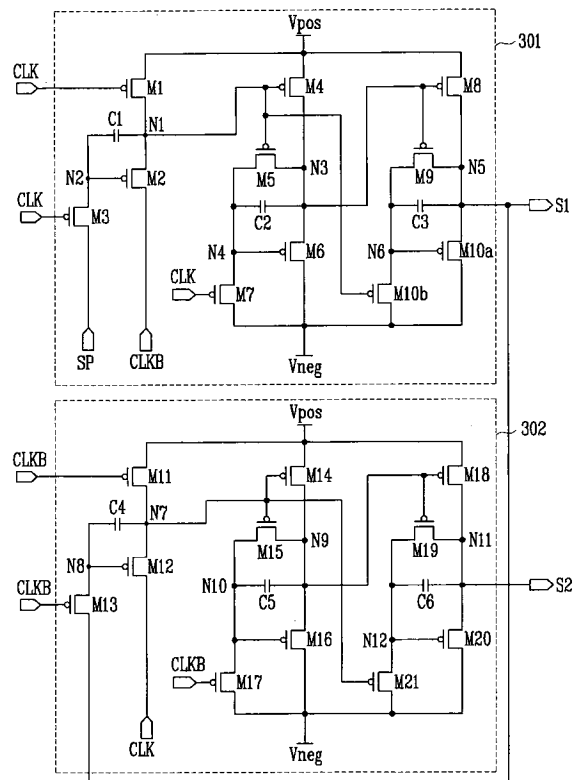 Vpos
301
CLK
M1
M4
M8
C1
N1
N2
M2
M5
N3
M9
N5
CLK
M3
C2
C3
S1
N4
M6
N6
M10a
CLK
M7
M10b
SP
CLKB
Vneg
Vpos
302
CLKB
M11
M14
M18
C4
N7
N8
M12
M15
N9
M19
N11
CLKB
M13
N10
C5
C6
S2
M16
N12
M20
CLKB
M17
M21
CLK
Vneg